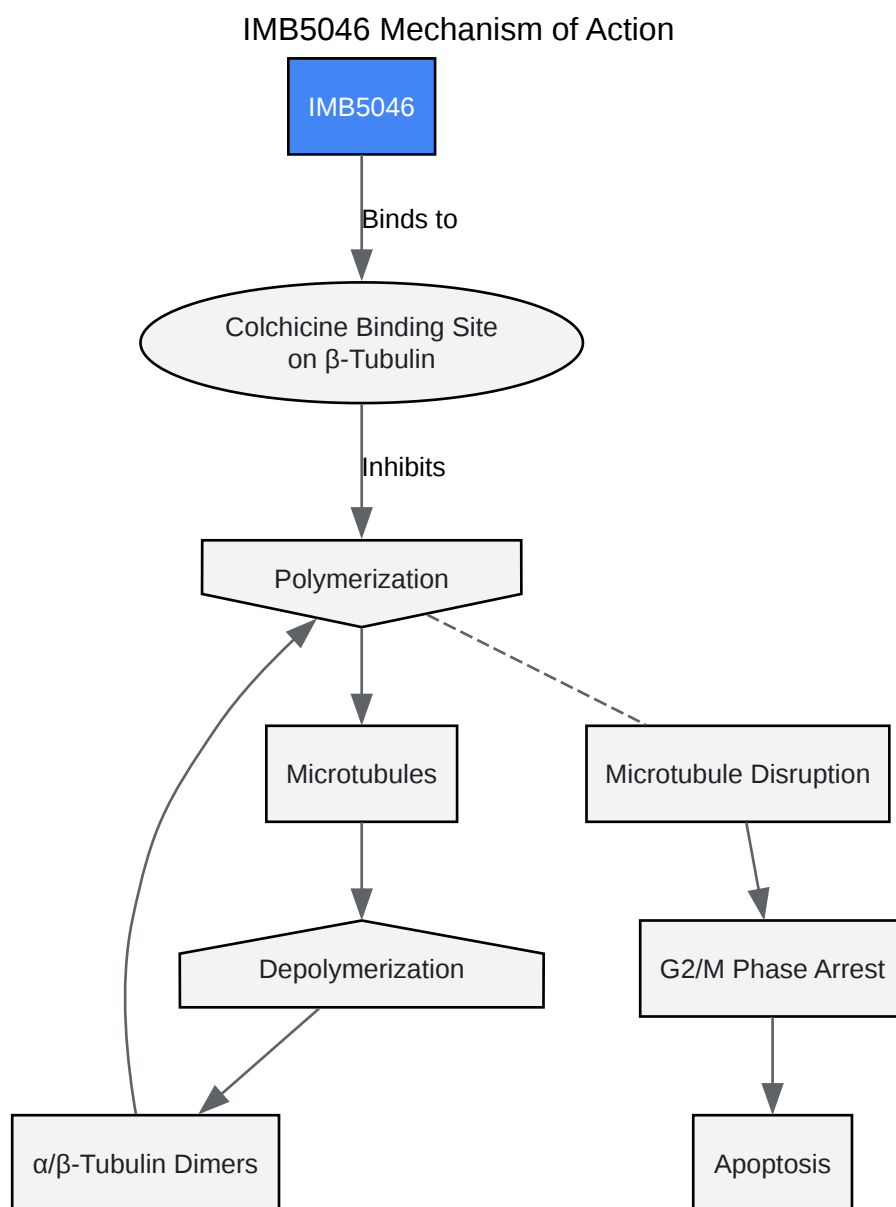 IMB5046 Mechanism of Action
IMB5046
Binds to
Colchicine Binding Site
on β-Tubulin
Inhibits
Polymerization
Microtubules
Microtubule Disruption
Depolymerization
G2/M Phase Arrest
α/β-Tubulin Dimers
Apoptosis